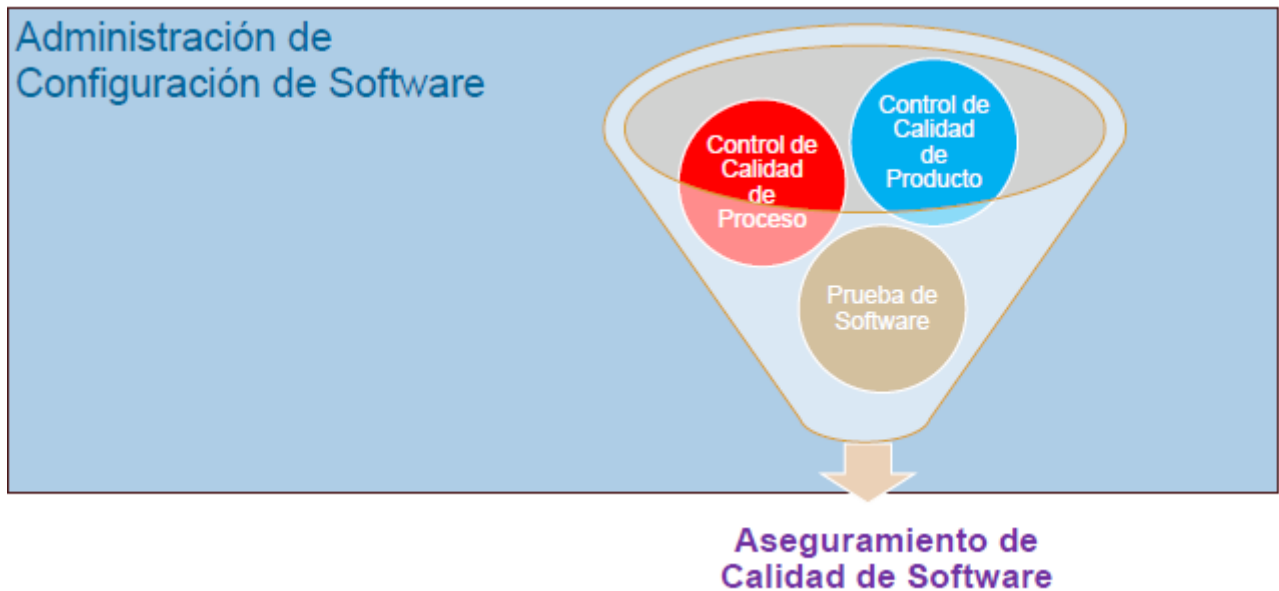 Administración de
Configuración de Software
Control de
Calidad
de
Producto
Control de
Calidad
de
Proceso
Prueba de
Software
Aseguramiento de
Calidad de Software